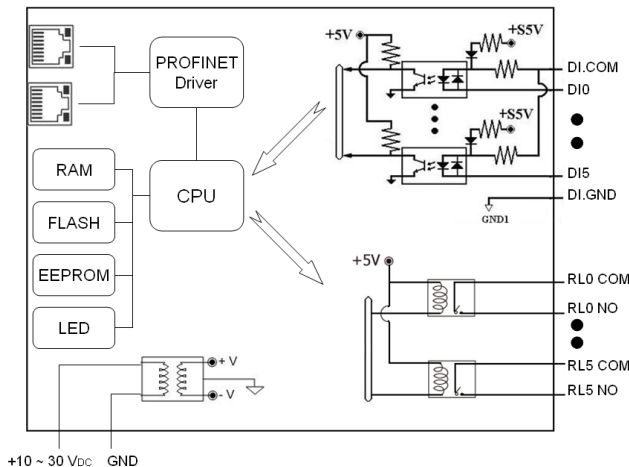 PROFINET
Driver
CPU
RAM
FLASH
EEPROM
LED
+5V
+S5V
+S5V
DI.COM
DI0
DI5
DI.GND
GND1
+5V
RL0 COM
RL0 NO
RL5 COM
RL5 NO
+ V
- V
+10 ~ 30 VDC GND